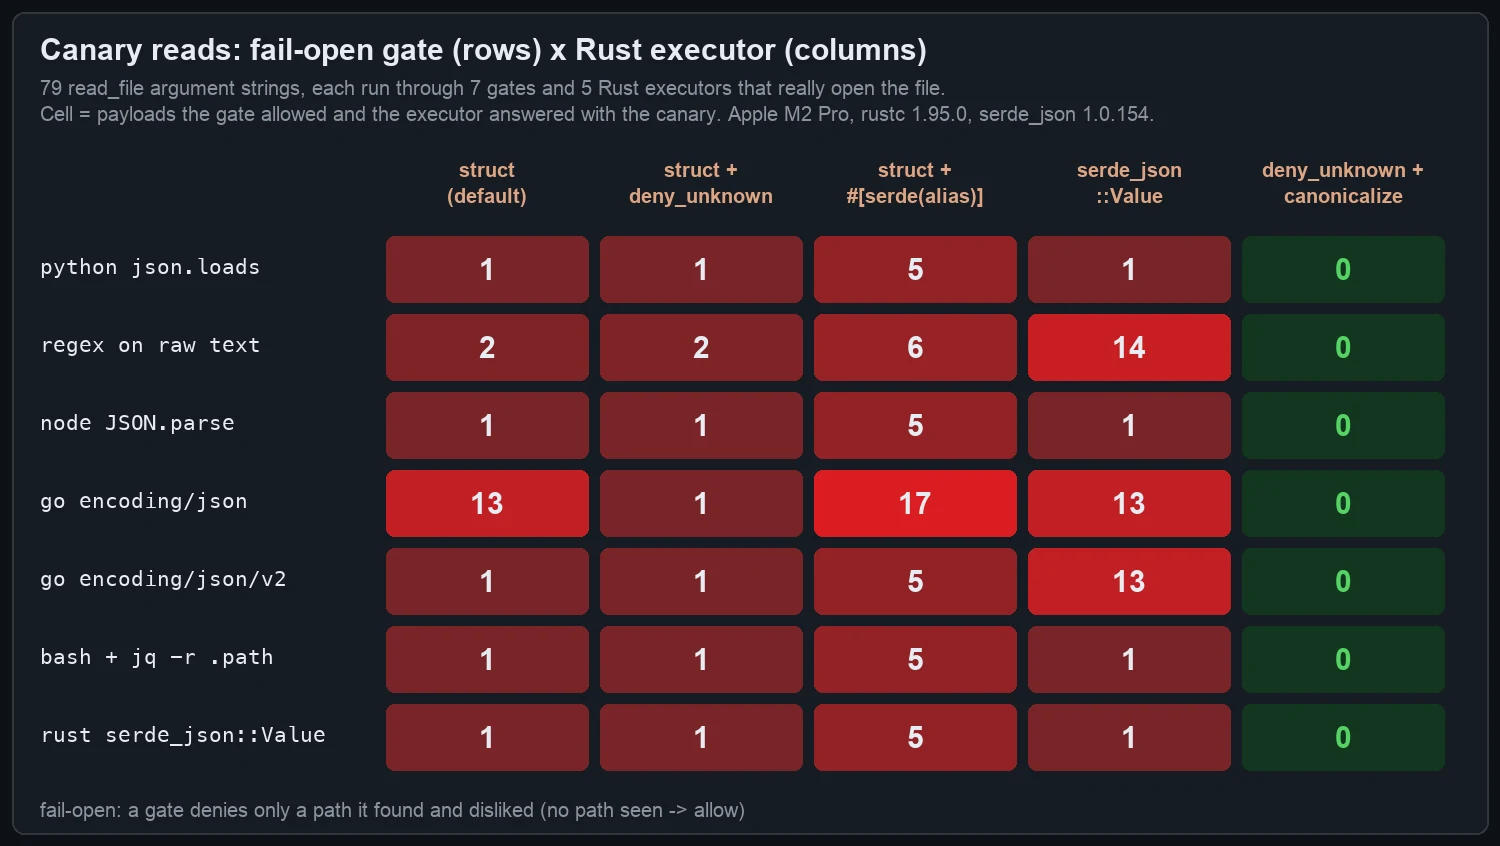 Canary reads: fail-open gate (rows) x Rust executor (columns)
79 read_file argument strings, each run through 7 gates and 5 Rust executors that really open the file.
Cell = payloads the gate allowed and the executor answered with the canary. Apple M2 Pro, rustc 1.95.0, serde_json 1.0.154.
struct (default)
struct + deny_unknown
struct + #[serde(alias)]
serde_json ::Value
deny_unknown + canonicalize
python json.loads 1 1 5 1 0
regex on raw text 2 2 6 14 0
node JSON.parse 1 1 5 1 0
go encoding/json 13 1 17 13 0
go encoding/json/v2 1 1 5 13 0
bash + jq −r .path 1 1 5 1 0
rust serde_json::Value 1 1 5 1 0
fail-open: a gate denies only a path it found and disliked (no path seen -> allow)